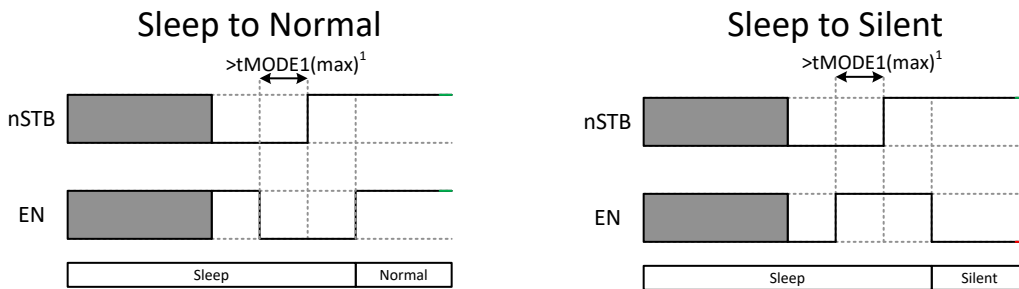 Sleep to Normal
>tMODE1(max)1
nSTB
EN
Sleep
Normal
Sleep to Silent
>tMODE1(max)1
nSTB
EN
Sleep
Silent